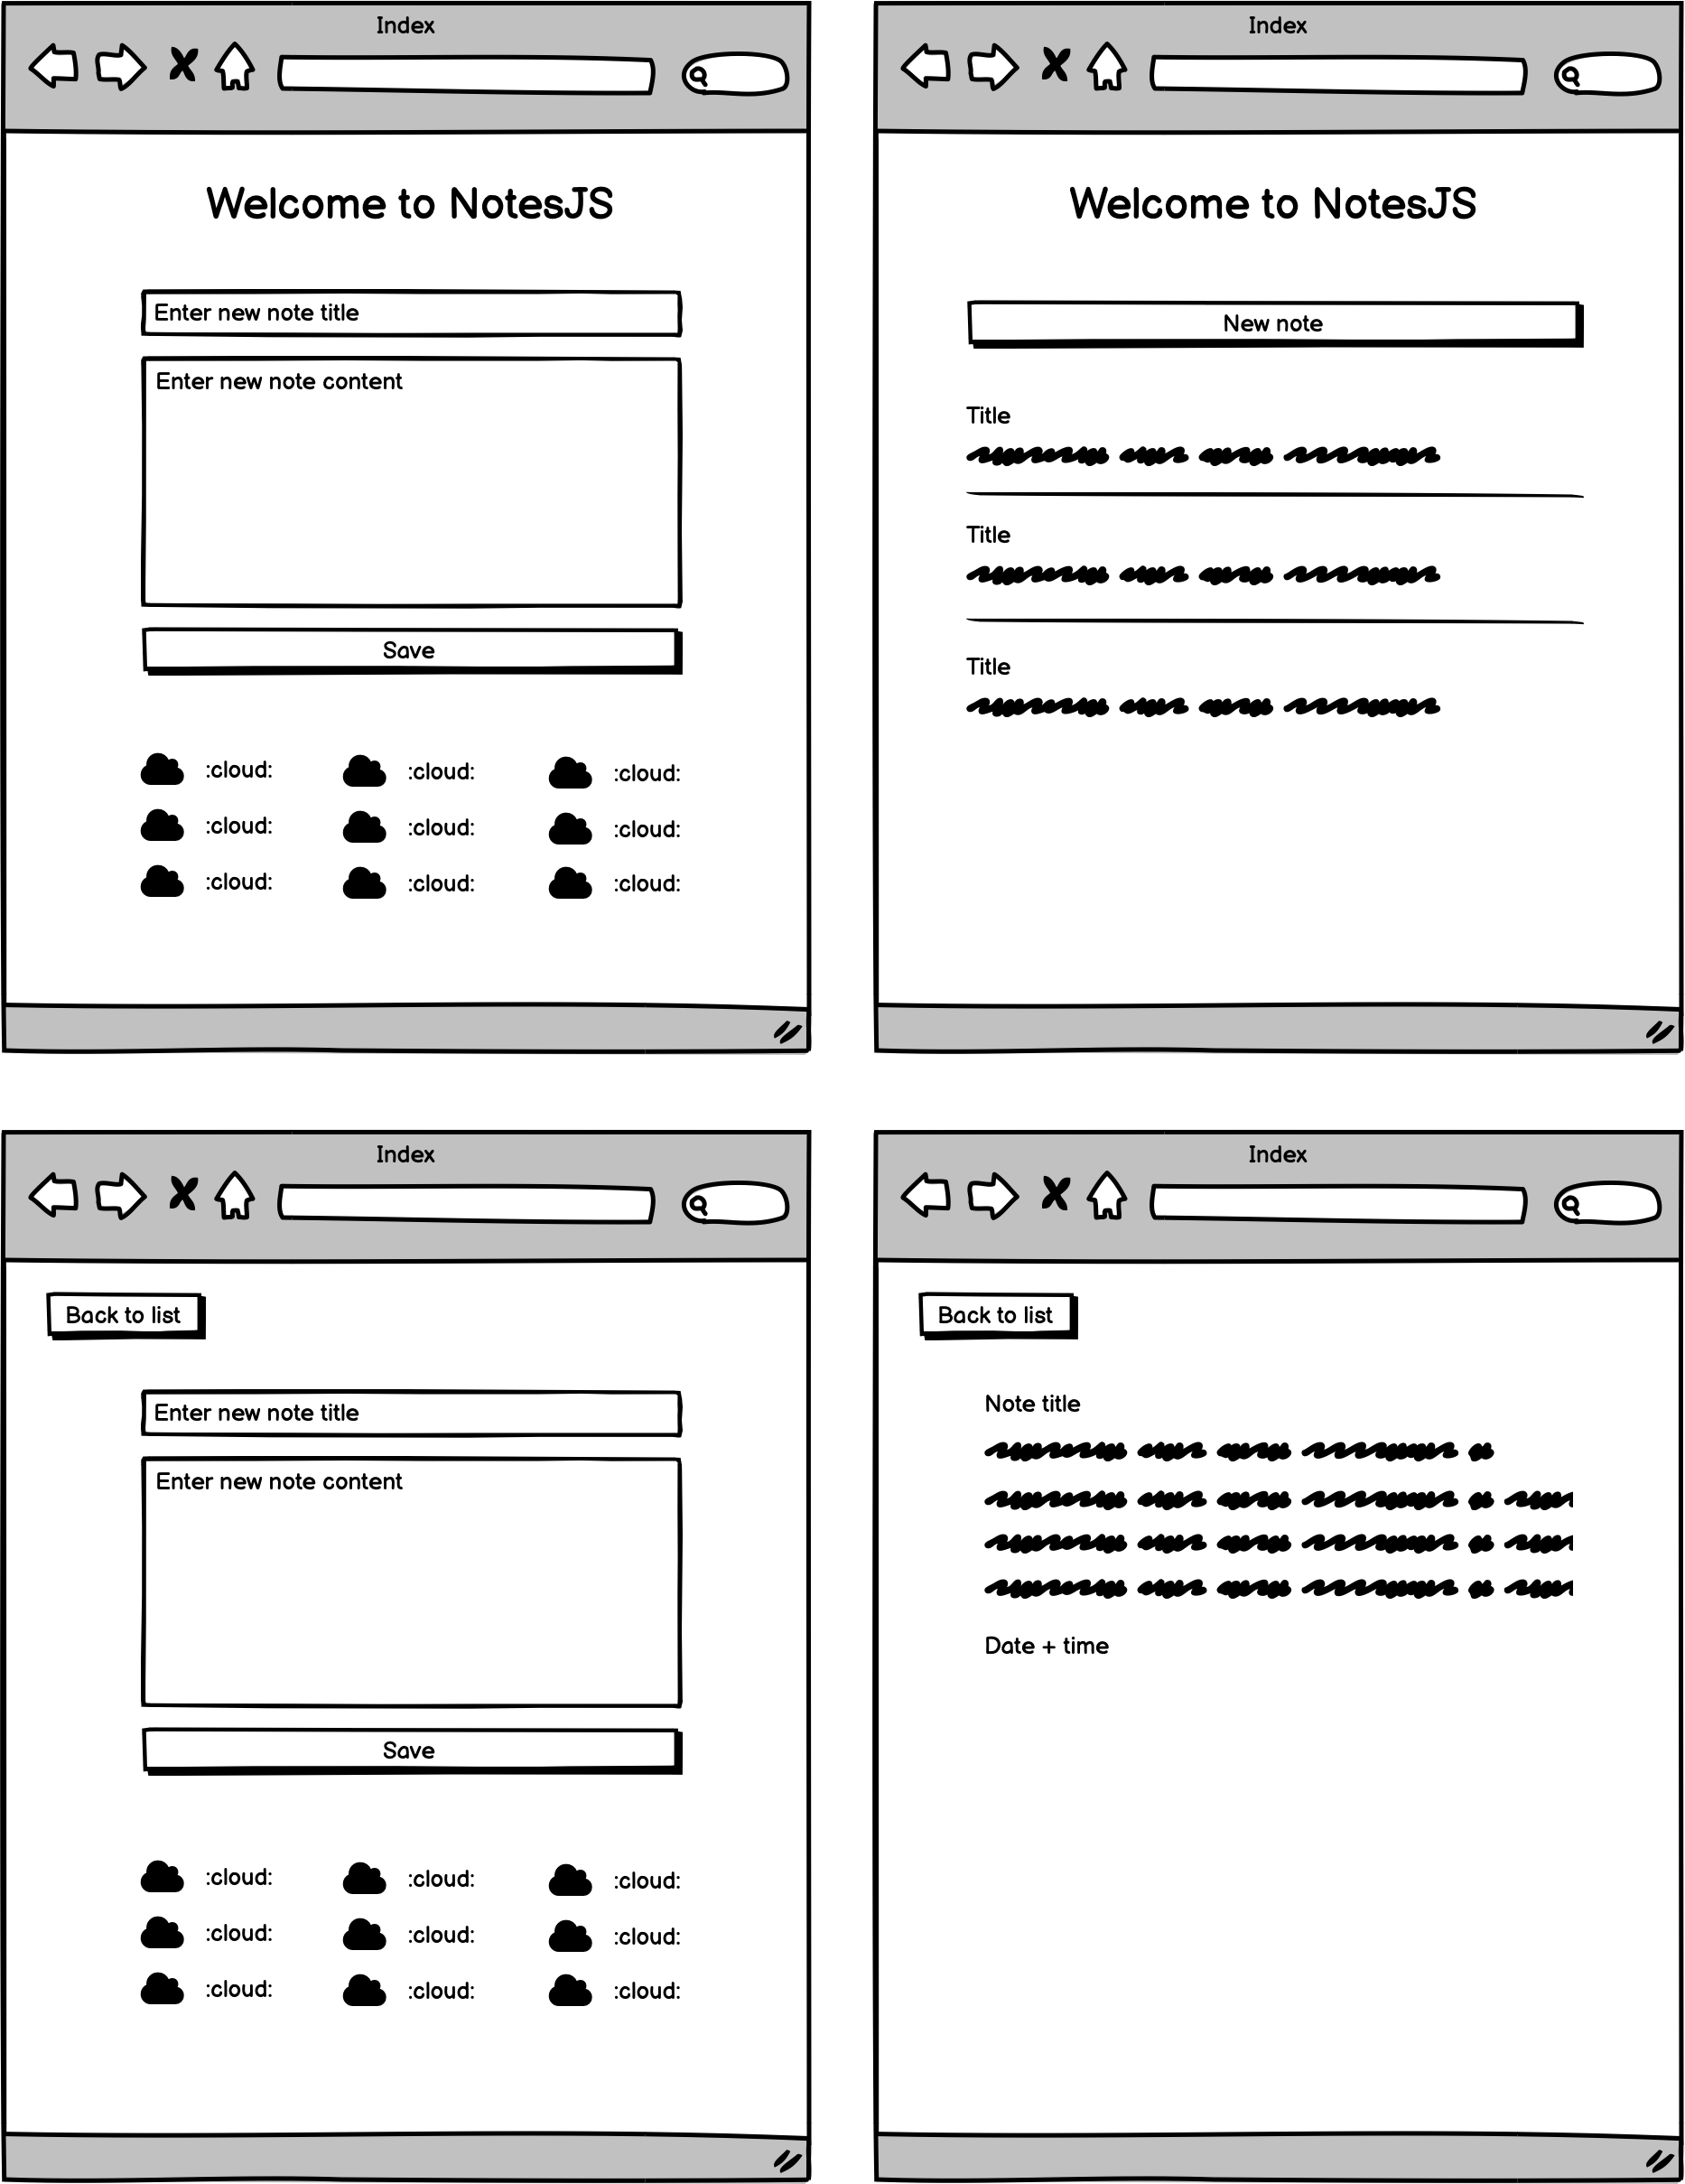 Index
Welcome to NotesJS
Enter new note title
Enter new note content
Save
:cloud: :cloud: :cloud:
:cloud: :cloud: :cloud:
:cloud: :cloud: :cloud:
Index
Welcome to NotesJS
New note
Title
Title
Title
Index
Back to list
Enter new note title
Enter new note content
Save
:cloud: :cloud: :cloud:
:cloud: :cloud: :cloud:
:cloud: :cloud: :cloud:
Index
Back to list
Note title
Date + time